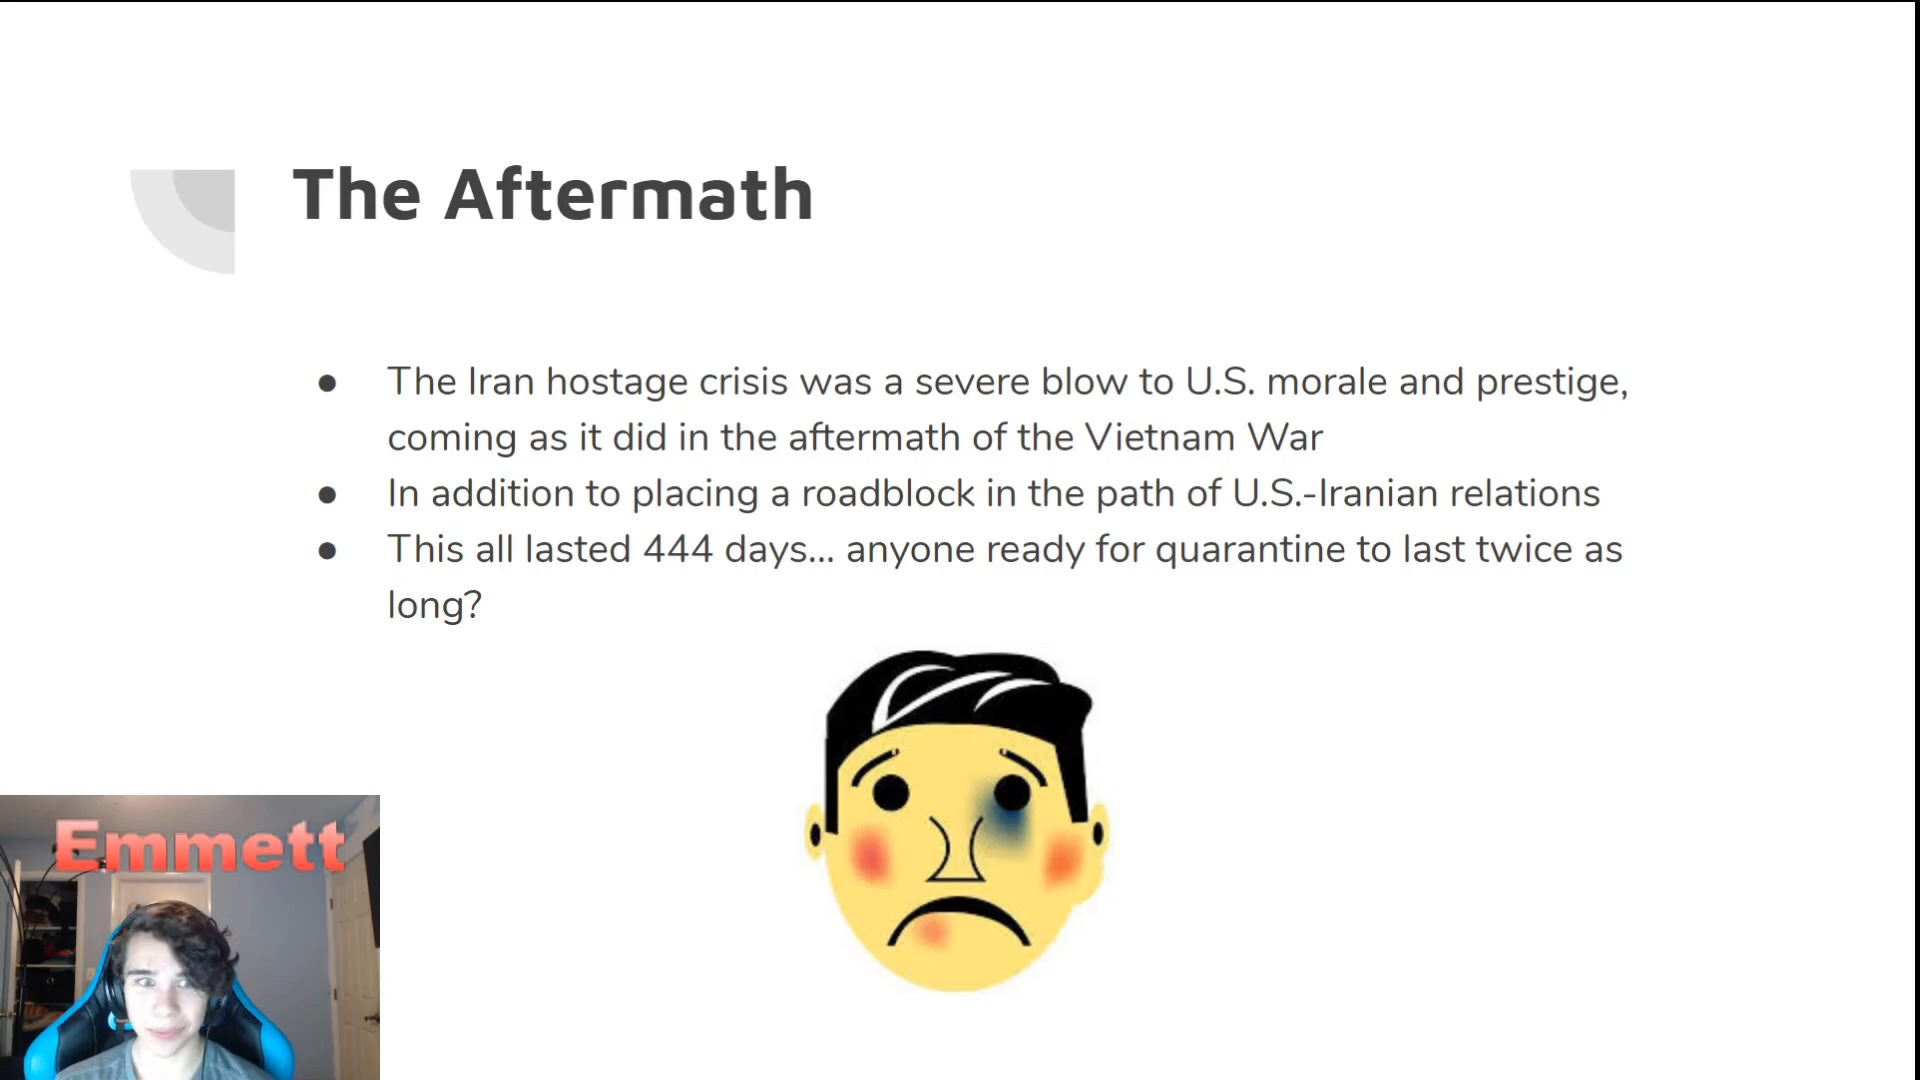 The Aftermath
● The Iran hostage crisis was a severe blow to U.S. morale and prestige,
coming as it did in the aftermath of the Vietnam War
● In addition to placing a roadblock in the path of U.S.-Iranian relations
● This all lasted 444 days... anyone ready for quarantine to last twice as
long?
Emmett